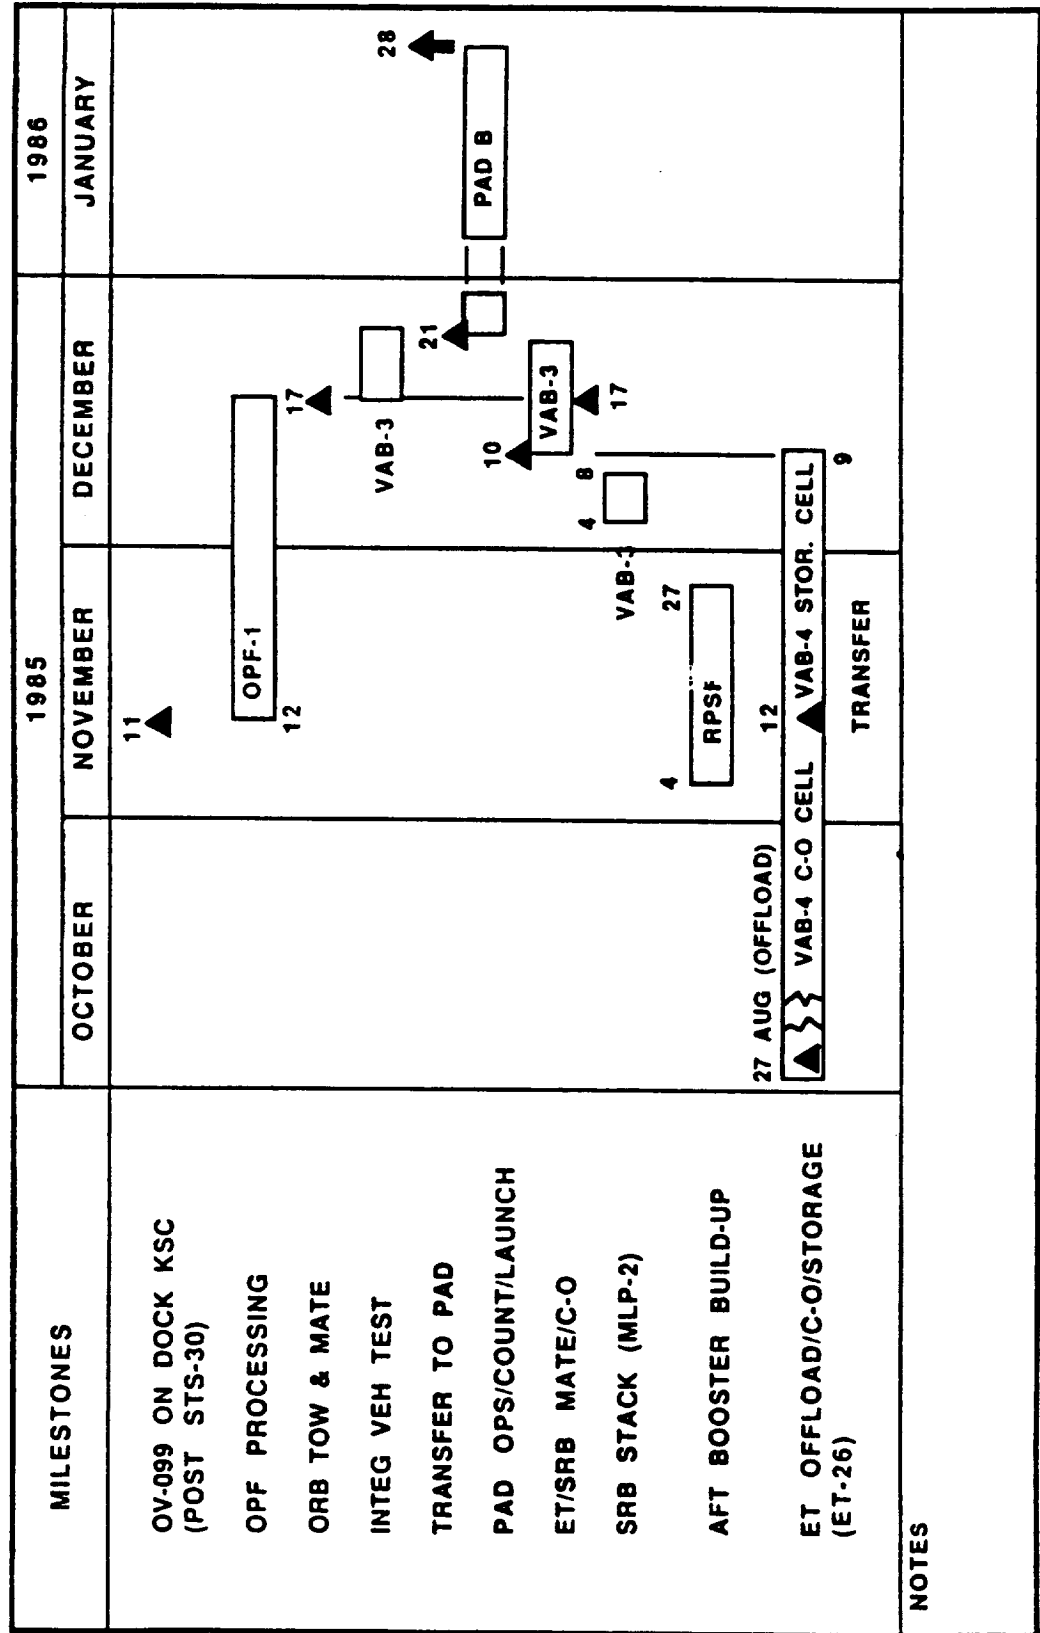 MILESTONES
1985
1986
OCTOBER
NOVEMBER
DECEMBER
JANUARY
OV-099 ON DOCK KSC
(POST STS-30)
11
OPF PROCESSING
OPF-1
12
ORB TOW & MATE
17
INTEG VEH TEST
VAB-3
28
TRANSFER TO PAD
21
PAD OPS/COUNT/LAUNCH
PAD B
10
ET/SRB MATE/C-O
VAB-3
17
SRB STACK (MLP-2)
4
8
VAB-3
AFT BOOSTER BUILD-UP
4
27
RPSF
27 AUG (OFFLOAD)
12
ET OFFLOAD/C-O/STORAGE
(ET-26)
VAB-4 C-O CELL
VAB-4 STOR. CELL
9
TRANSFER
NOTES